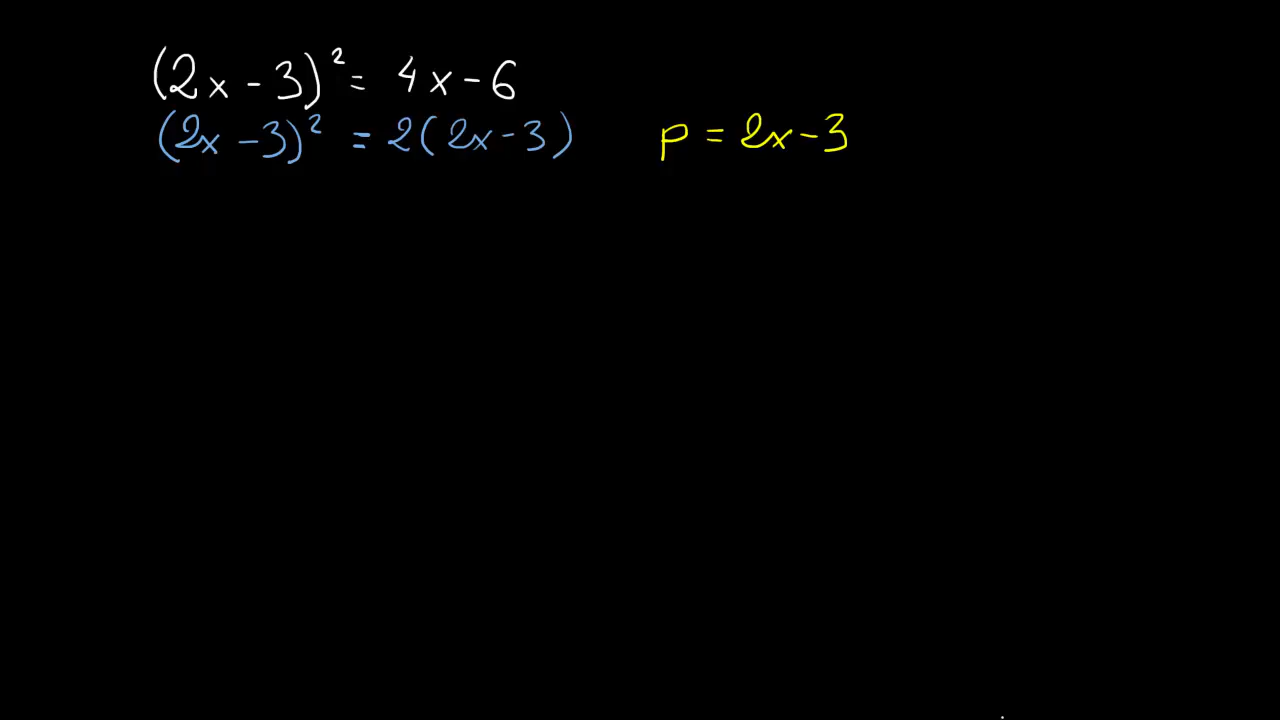 (2x - 3)² = 4x - 6
(2x - 3)² = 2(2x - 3) p = 2x - 3